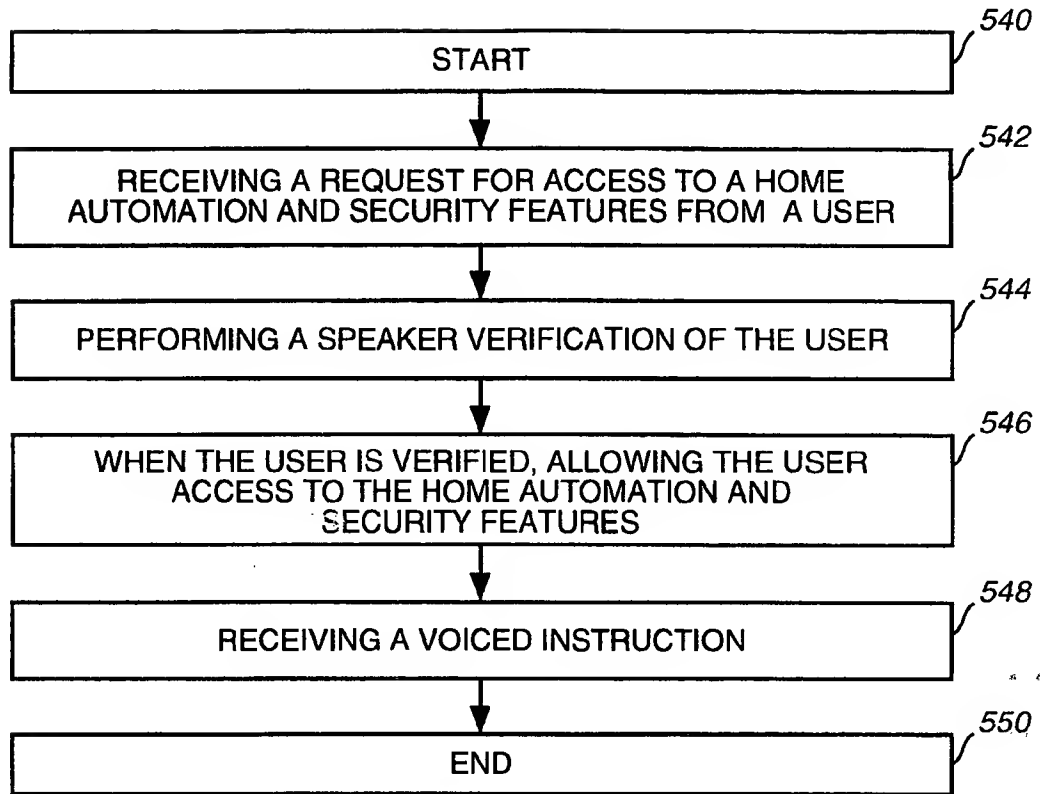 540
START
542
RECEIVING A REQUEST FOR ACCESS TO A HOME
AUTOMATION AND SECURITY FEATURES FROM A USER
544
PERFORMING A SPEAKER VERIFICATION OF THE USER
546
WHEN THE USER IS VERIFIED, ALLOWING THE USER
ACCESS TO THE HOME AUTOMATION AND
SECURITY FEATURES
548
RECEIVING A VOICED INSTRUCTION
550
END